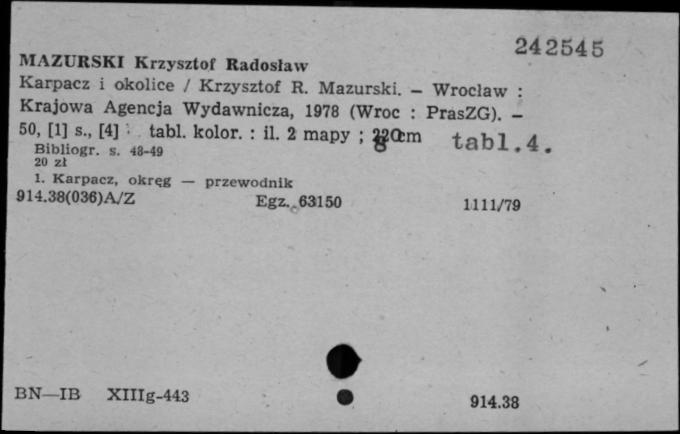 242545
MAZURSKI Krzysztof Radosław
Karpacz i okolice / Krzysztof R. Mazurski. — Wrocław :
Krajowa Agencja Wydawnicza, 1978 (Wroc : PrasZG). —
50, [1] s., [4] tabl. kolor. : il. 2 mapy ; cm tabl.4.
Bibliogr. s. 48-49
20 zł
1. Karpacz, okręg — przewodnik
914.38(036)A/Z Egz. 63150 1111/79
BN—IB XIIIg-443 914.38